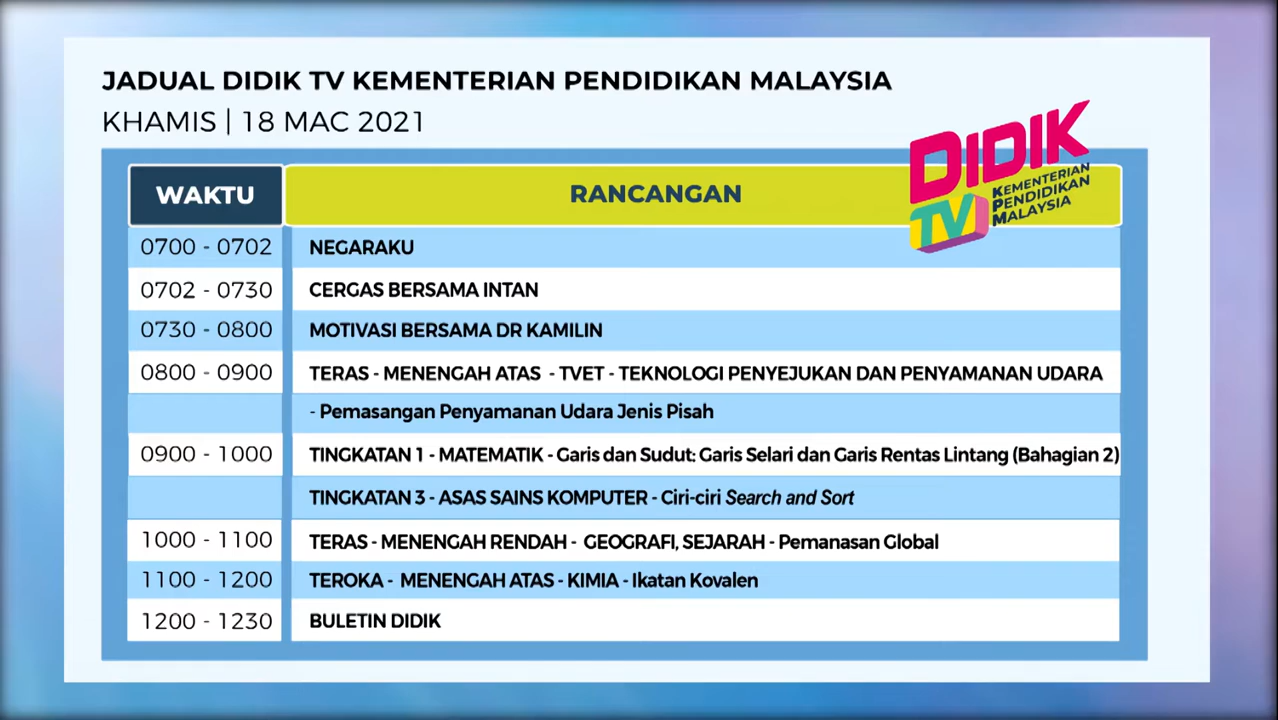 JADUAL DIDIK TV KEMENTERIAN PENDIDIKAN MALAYSIA
KHAMIS | 18 MAC 2021
DIDIK
TV
KEMENTERIAN
PENDIDIKAN
MALAYSIA
WAKTU RANCANGAN
0700 - 0702 NEGARAKU
0702 - 0730 CERGAS BERSAMA INTAN
0730 - 0800 MOTIVASI BERSAMA DR KAMILIN
0800 - 0900 TERAS - MENENGAH ATAS - TVET - TEKNOLOGI PENYEJUKAN DAN PENYAMANAN UDARA
- Pemasangan Penyamanan Udara Jenis Pisah
0900 - 1000 TINGKATAN 1 - MATEMATIK - Garis dan Sudut: Garis Selari dan Garis Rentas Lintang (Bahagian 2)
TINGKATAN 3 - ASAS SAINS KOMPUTER - Ciri-ciri Search and Sort
1000 - 1100 TERAS - MENENGAH RENDAH - GEOGRAFI, SEJARAH - Pemanasan Global
1100 - 1200 TEROKA - MENENGAH ATAS - KIMIA - Ikatan Kovalen
1200 - 1230 BULETIN DIDIK